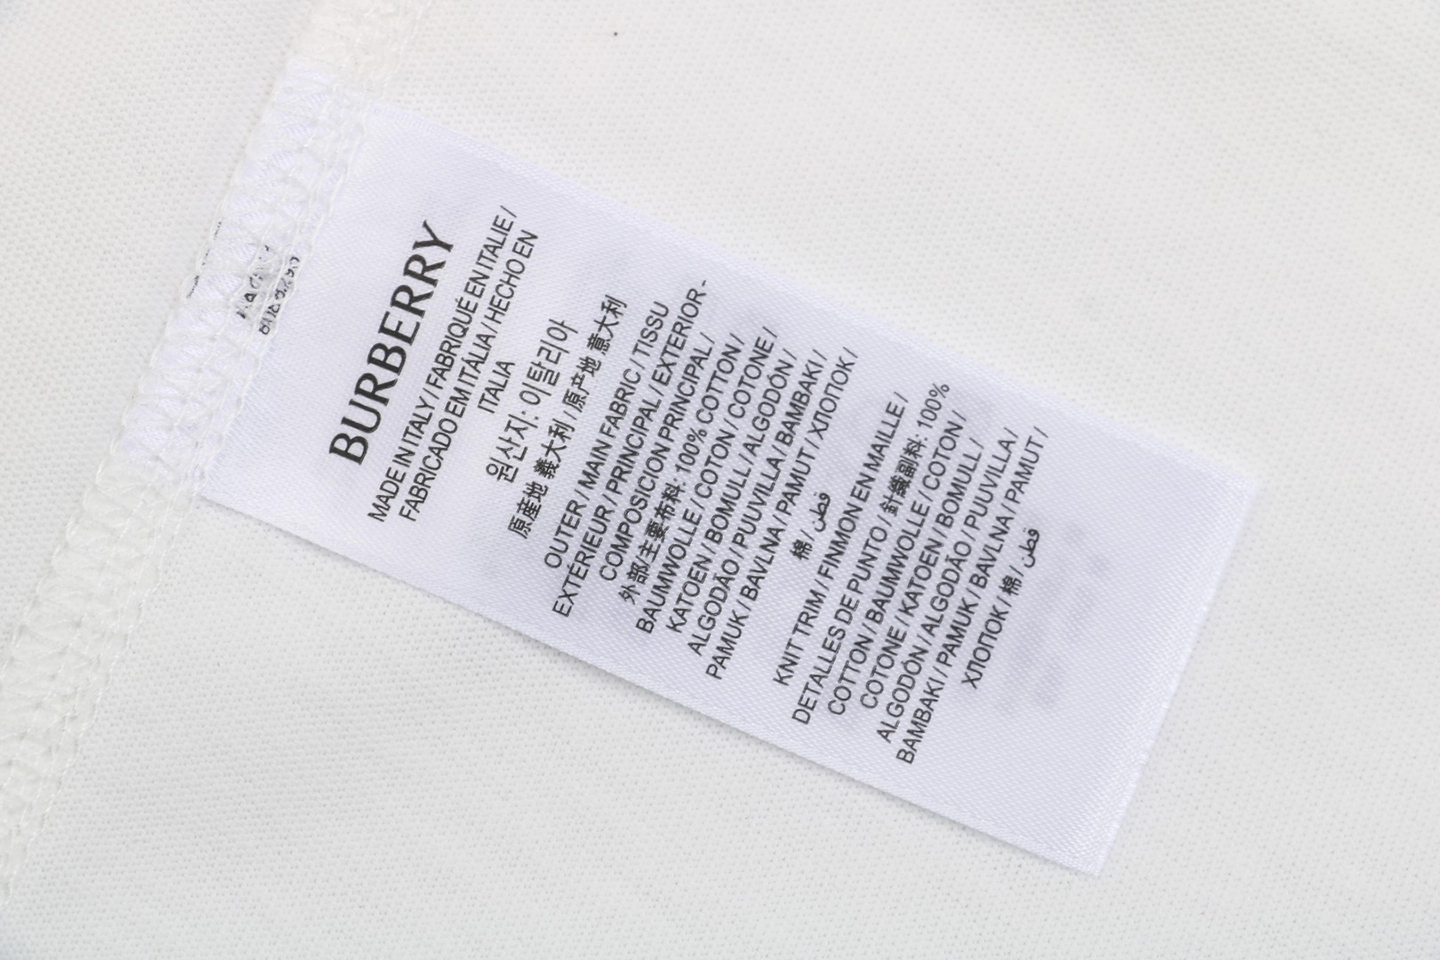 BURBERRY
MADE IN ITALY / FABRIQUÉ EN ITALIE /
FABRICADO EM ITÁLIA / HECHO EN
ITALIA
원산지: 이탈리아
原産地 義大利 / 原产地 意大利
OUTER / MAIN FABRIC / TISSU
EXTÉRIEUR / PRINCIPAL / EXTERIOR -
COMPOSICION PRINCIPAL /
外部/主要布料: 100% COTTON /
BAUMWOLLE / COTON / COTONE /
KATOEN / BOMULL / ALGODÓN /
ALGODÃO / PUUVILLA / BAMBAKI /
PAMUK / BAVLNA / PAMUT / ХЛОПОК /
棉 / قطن
KNIT TRIM / FINMON EN MAILLE /
DETALLES DE PUNTO / 針織副料: 100%
COTTON / BAUMWOLLE / COTON /
COTONE / KATOEN / BOMULL /
ALGODÓN / ALGODÃO / PUUVILLA /
BAMBAKI / PAMUK / BAVLNA / PAMUT /
ХЛОПОК / 棉 / قطن